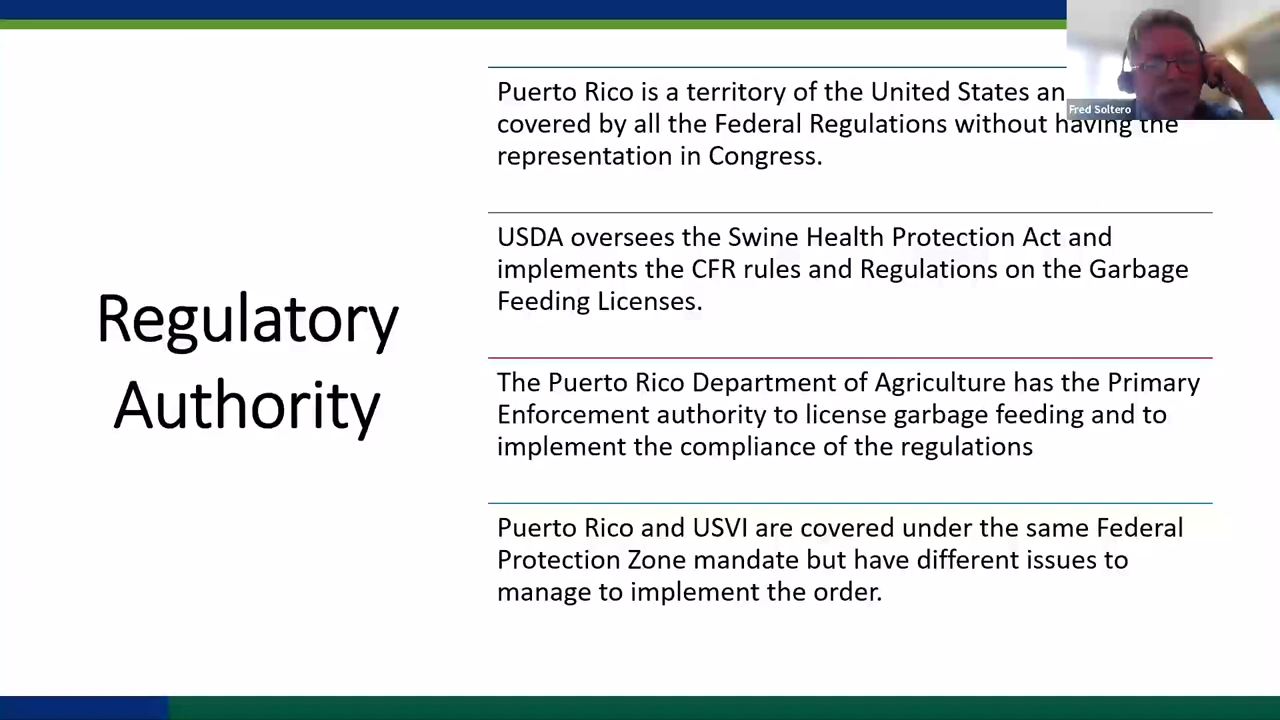 Regulatory
Authority
Puerto Rico is a territory of the United States an
covered by all the Federal Regulations without having the
representation in Congress.
USDA oversees the Swine Health Protection Act and
implements the CFR rules and Regulations on the Garbage
Feeding Licenses.
The Puerto Rico Department of Agriculture has the Primary
Enforcement authority to license garbage feeding and to
implement the compliance of the regulations
Puerto Rico and USVI are covered under the same Federal
Protection Zone mandate but have different issues to
manage to implement the order.
Fred Soltero